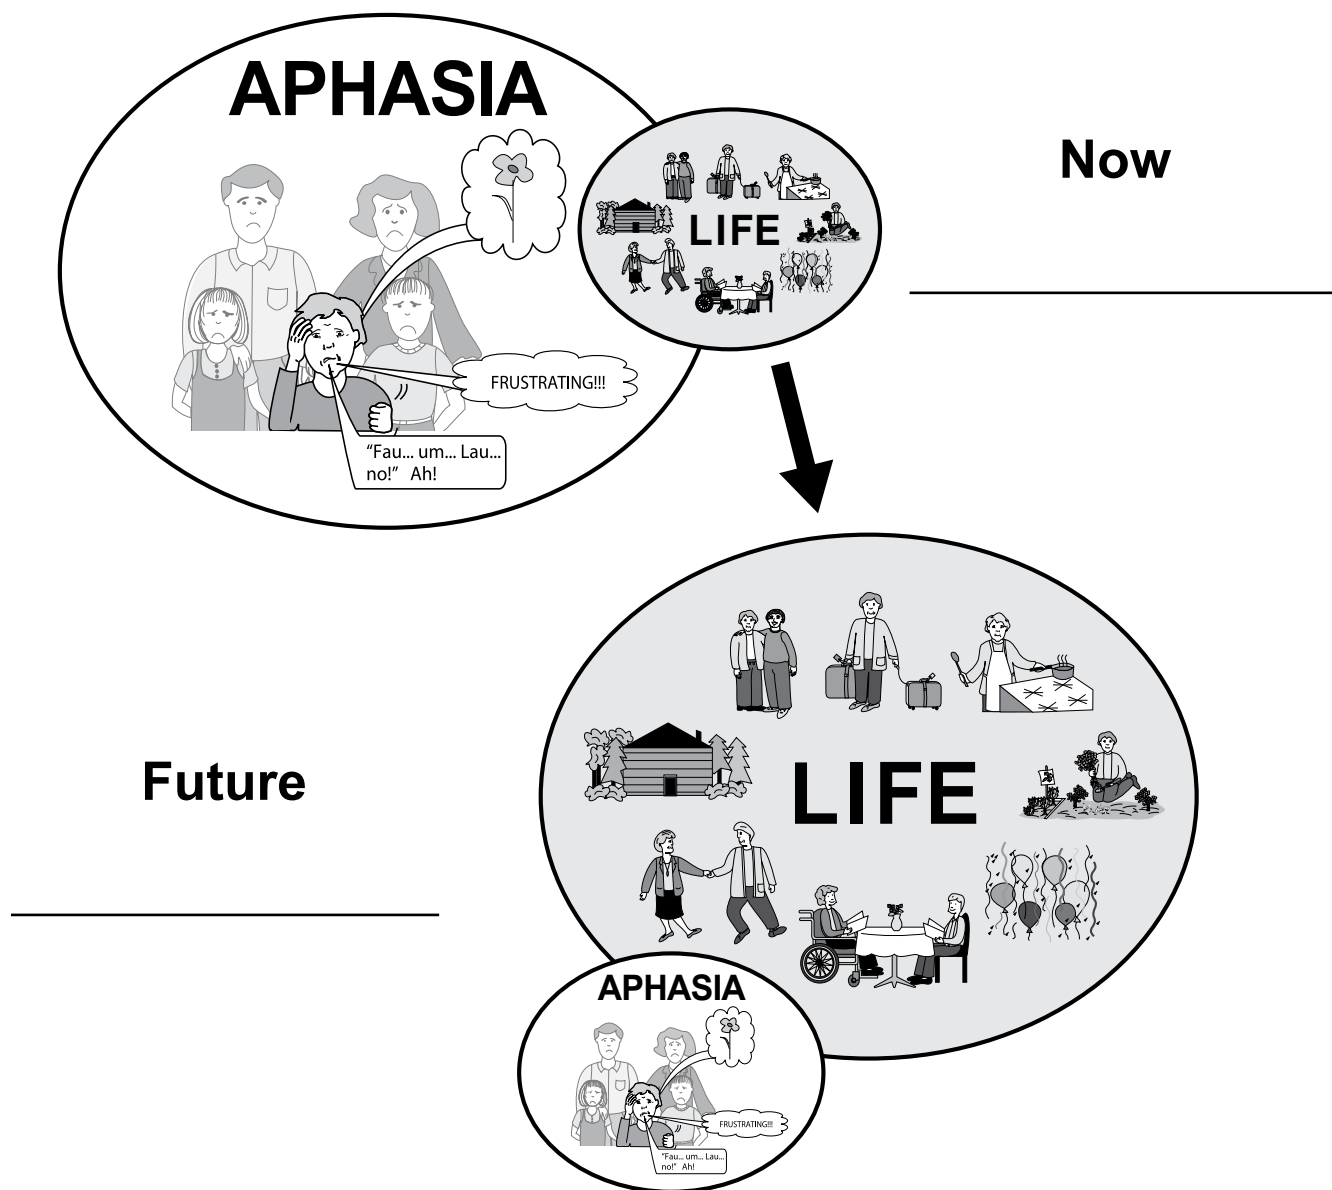 APHASIA
Now
LIFE
FRUSTRATING!!!
“Fau... um... Lau...
no!”   Ah!
Future
LIFE
APHASIA
FRUSTRATING!!!
“Fau... um... Lau...
no!”   Ah!